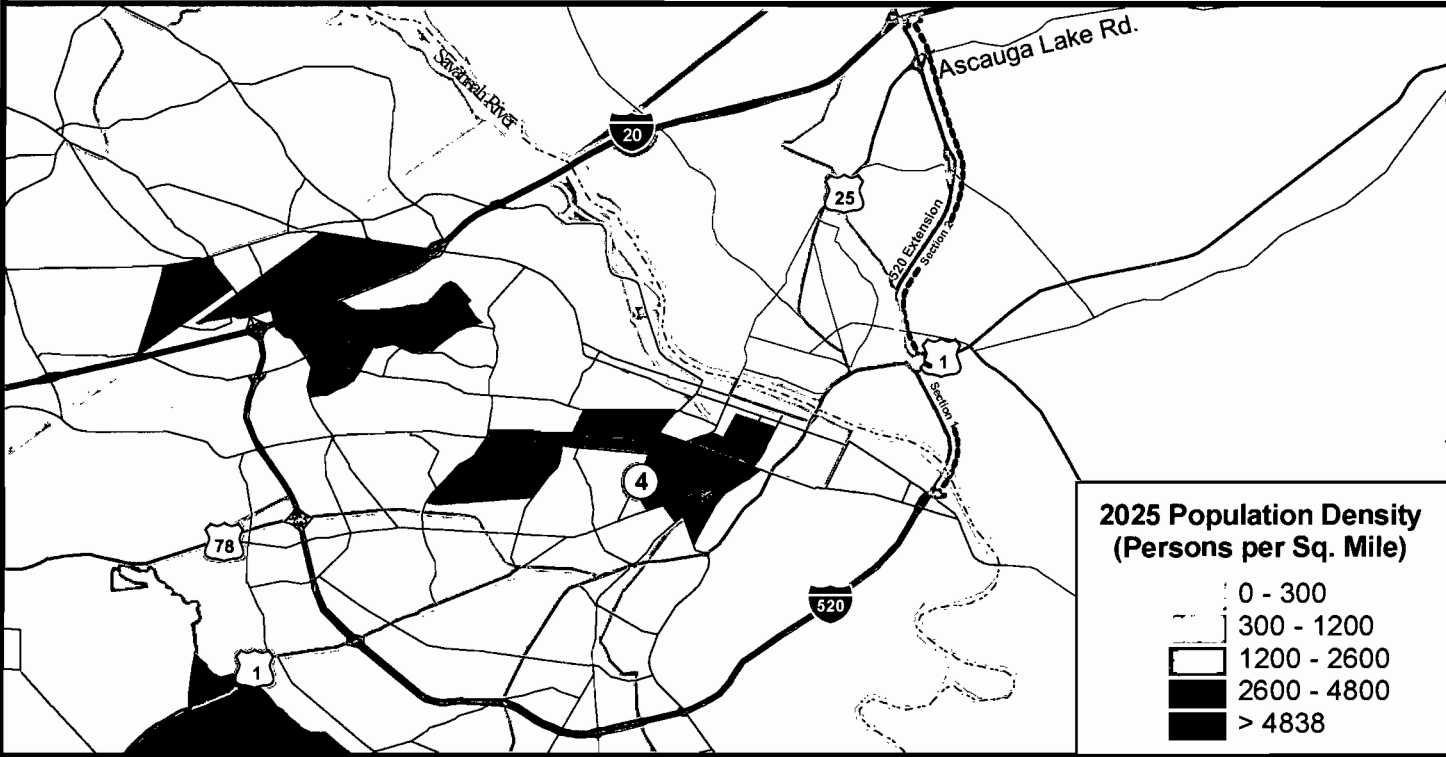 Ascauga Lake Rd.
Savannah River
20
25
520 Extension
Section 2
1
Section
4
78
520
1
2025 Population Density
(Persons per Sq. Mile)
0 - 300
300 - 1200
1200 - 2600
2600 - 4800
> 4838